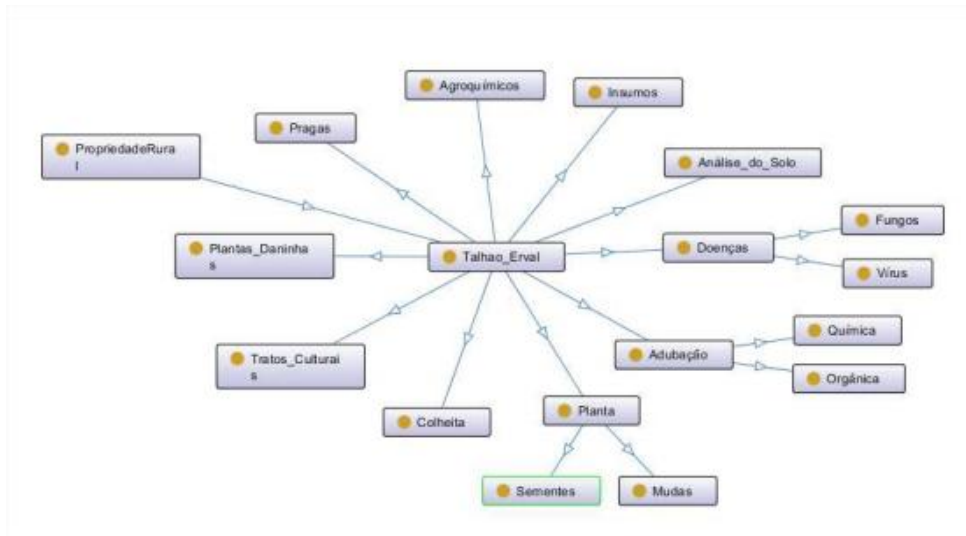 Agroquímicos
Insumos
Pragas
PropriedadeRura
l
Análise_do_Solo
Fungos
Plantas_Daninha
s
Talhao_Erval
Doenças
Vírus
Química
Tratos_Culturai
s
Adubação
Orgânica
Colheita
Planta
Sementes
Mudas